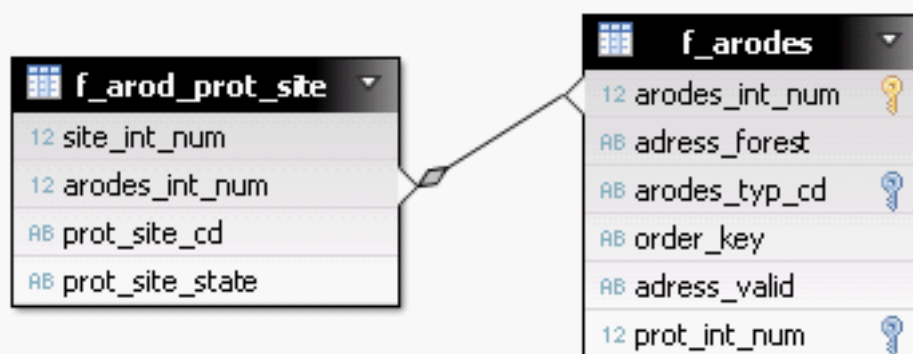 f_arod_prot_site
12 site_int_num
12 arodes_int_num
AB prot_site_cd
AB prot_site_state
f_arodes
12 arodes_int_num
AB adress_forest
AB arodes_typ_cd
AB order_key
AB adress_valid
12 prot_int_num